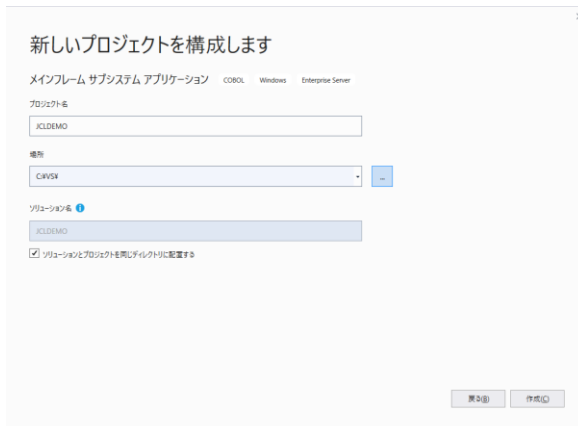 新しいプロジェクトを構成します
メインフレーム サブシステム アプリケーション COBOL Windows Enterprise Server
プロジェクト名
JCLDEMO
場所
C:¥VS¥
...
ソリューション名
JCLDEMO
ソリューションとプロジェクトを同じディレクトリに配置する
戻る(B) 作成(C)